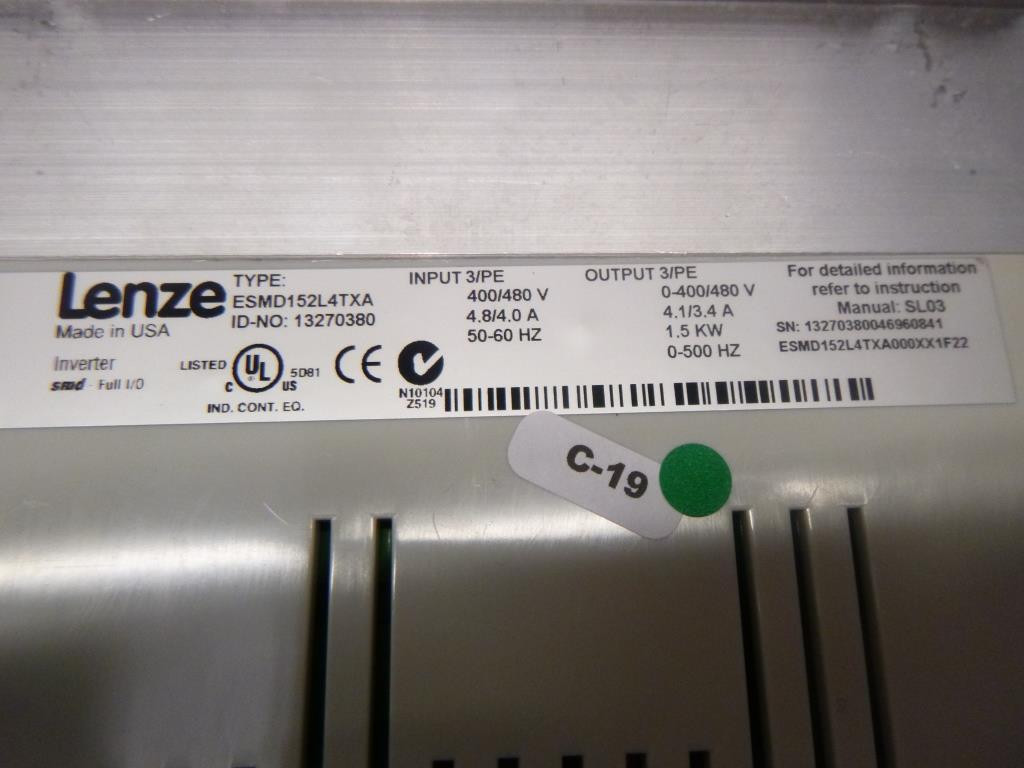 Lenze
Made in USA
Inverter
smd - Full I/O
TYPE:
ESMD152L4TXA
ID-NO: 13270380
LISTED
C UL US
5D81
IND. CONT. EQ.
CE
N10104
Z519
INPUT 3/PE
400/480 V
4.8/4.0 A
50-60 HZ
OUTPUT 3/PE
0-400/480 V
4.1/3.4 A
1.5 KW
0-500 HZ
For detailed information
refer to instruction
Manual: SL03
SN: 13270380046960841
ESMD152L4TXA000XX1F22
C-19